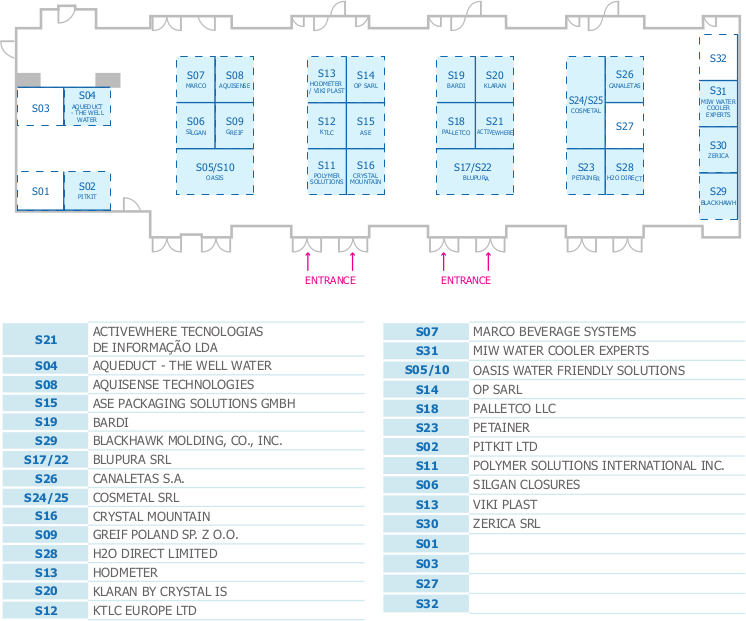 S32
S31
MIW WATER
COOLER
EXPERTS
S30
ZERICA
S29
BLACKHAWK
S03
S04
AQUEDUCT
- THE WELL
WATER
S01
S02
PITKIT
S07
MARCO
S08
AQUISENSE
S06
SILGAN
S09
GREIF
S05/S10
OASIS
S13
HODMETER
/ VIKI PLAST
S14
OP SARL
S12
KTLC
S15
ASE
S11
POLYMER
SOLUTIONS
S16
CRYSTAL
MOUNTAIN
S19
BARDI
S20
KLARAN
S18
PALLETCO
S21
ACTIVEWHERE
S17/S22
BLUPURA
S24/S25
COSMETAL
S26
CANALETAS
S27
S23
PETAINER
S28
H2O DIRECT
ENTRANCE
ENTRANCE
S21 ACTIVEWHERE TECNOLOGIAS
DE INFORMAÇÃO LDA
S04 AQUEDUCT - THE WELL WATER
S08 AQUISENSE TECHNOLOGIES
S15 ASE PACKAGING SOLUTIONS GMBH
S19 BARDI
S29 BLACKHAWK MOLDING, CO., INC.
S17/22 BLUPURA SRL
S26 CANALETAS S.A.
S24/25 COSMETAL SRL
S16 CRYSTAL MOUNTAIN
S09 GREIF POLAND SP. Z O.O.
S28 H2O DIRECT LIMITED
S13 HODMETER
S20 KLARAN BY CRYSTAL IS
S12 KTLC EUROPE LTD
S07 MARCO BEVERAGE SYSTEMS
S31 MIW WATER COOLER EXPERTS
S05/10 OASIS WATER FRIENDLY SOLUTIONS
S14 OP SARL
S18 PALLETCO LLC
S23 PETAINER
S02 PITKIT LTD
S11 POLYMER SOLUTIONS INTERNATIONAL INC.
S06 SILGAN CLOSURES
S13 VIKI PLAST
S30 ZERICA SRL
S01
S03
S27
S32